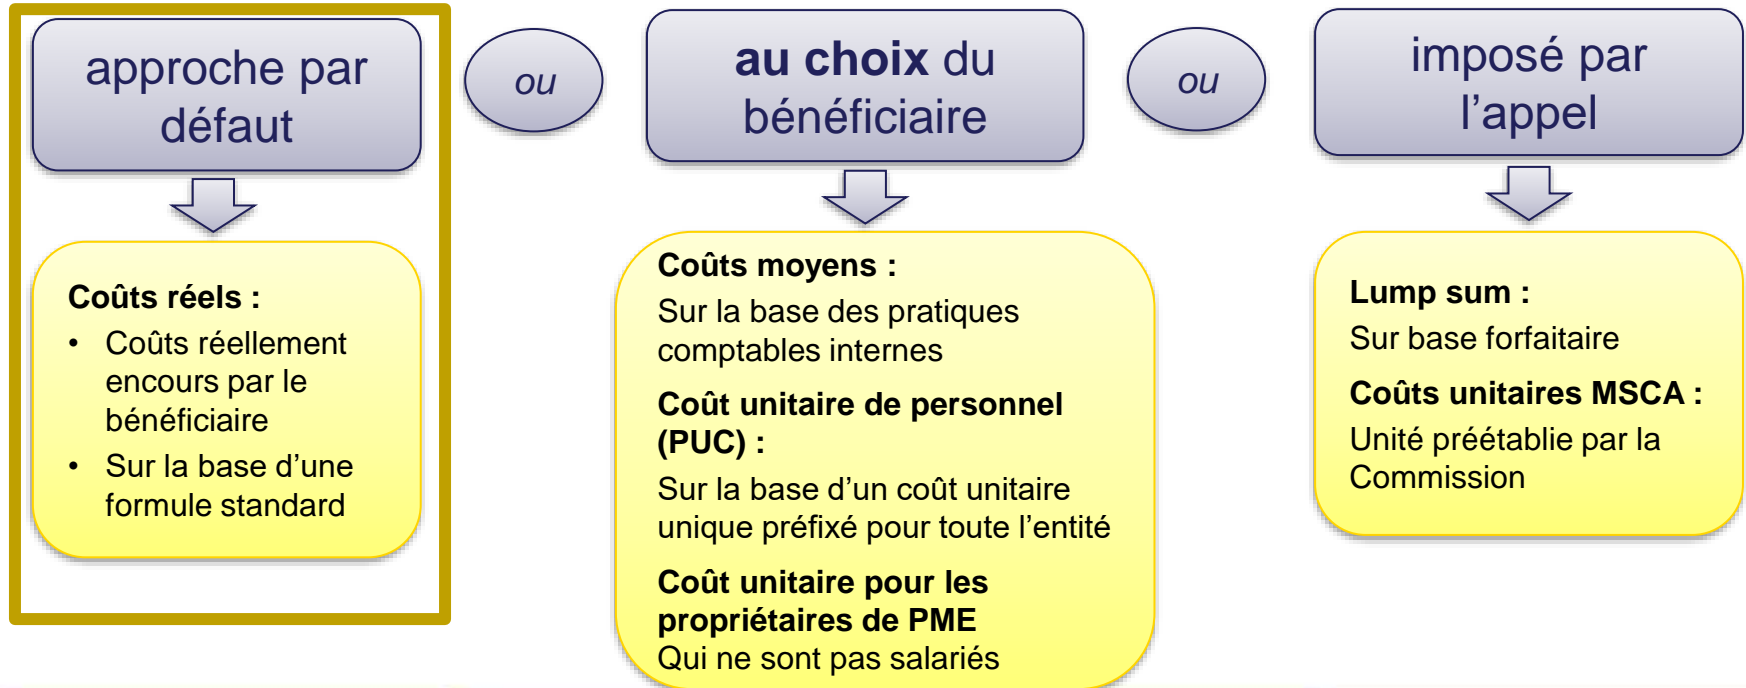 approche par
défaut
ou
au choix du
bénéficiaire
ou
imposé par
l’appel
Coûts réels :
• Coûts réellement
encours par le
bénéficiaire
• Sur la base d’une
formule standard
Coûts moyens :
Sur la base des pratiques
comptables internes
Coût unitaire de personnel
(PUC) :
Sur la base d’un coût unitaire
unique préfixé pour toute l’entité
Coût unitaire pour les
propriétaires de PME
Qui ne sont pas salariés
Lump sum :
Sur base forfaitaire
Coûts unitaires MSCA :
Unité préétablie par la
Commission